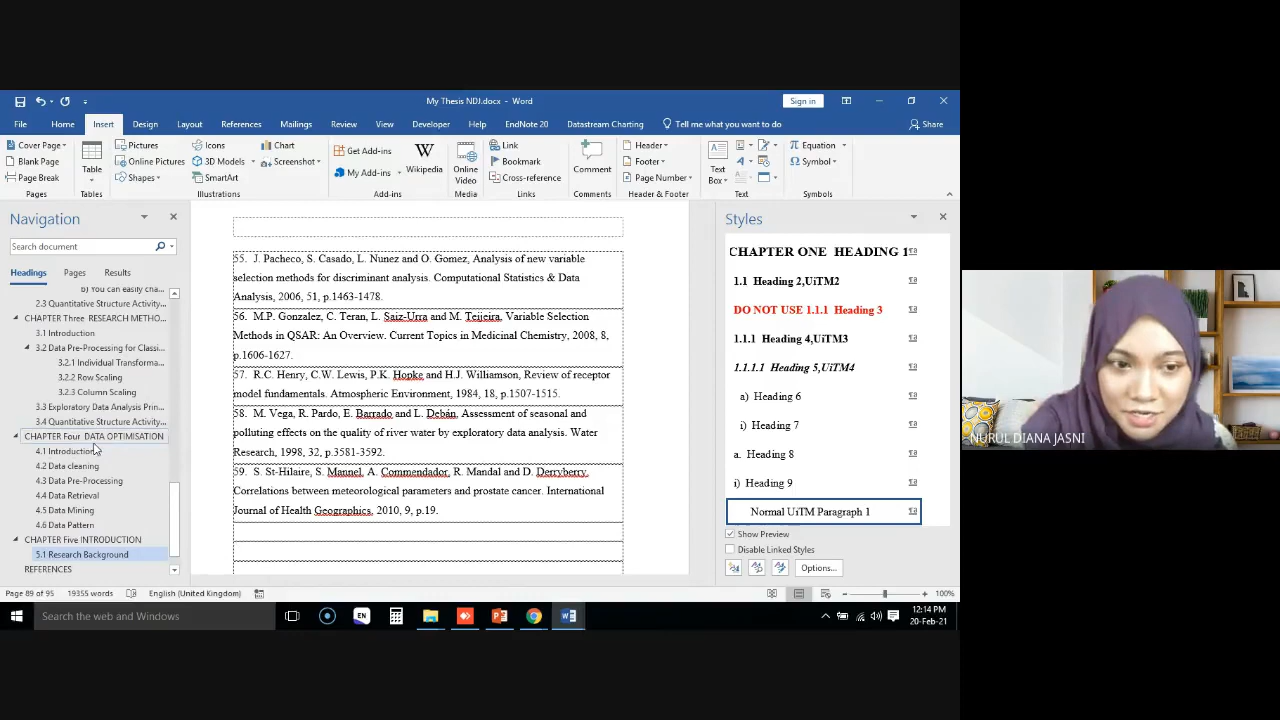 My Thesis NDJ.docx - Word
Sign in
File Home Insert Design Layout References Mailings Review View Developer Help EndNote 20 Datastream Charting Tell me what you want to do Share
Cover Page
Blank Page
Page Break
Pages
Table
Tables
Pictures
Online Pictures
Shapes
Icons
3D Models
SmartArt
Chart
Screenshot
Illustrations
Get Add-ins
My Add-ins
Wikipedia
Add-ins
Online
Video
Media
Link
Bookmark
Cross-reference
Links
Comment
Comments
Header
Footer
Page Number
Header & Footer
Text
Box
Text
Equation
Symbol
Symbols
Navigation
Search document
Headings Pages Results
b) You can easily cha...
2.3 Quantitative Structure Activity...
CHAPTER Three RESEARCH METHO...
3.1 Introduction
3.2 Data Pre-Processing for Classi...
3.2.1 Individual Transforma...
3.2.2 Row Scaling
3.2.3 Column Scaling
3.3 Exploratory Data Analysis Prin...
3.4 Quantitative Structure Activity...
CHAPTER Four DATA OPTIMISATION
4.1 Introduction
4.2 Data cleaning
4.3 Data Pre-Processing
4.4 Data Retrieval
4.5 Data Mining
4.6 Data Pattern
CHAPTER Five INTRODUCTION
5.1 Research Background
REFERENCES
55. J. Pacheco, S. Casado, L. Nunez and O. Gomez, Analysis of new variable
selection methods for discriminant analysis. Computational Statistics & Data
Analysis, 2006, 51, p.1463-1478.
56. M.P. Gonzalez, C. Teran, L. Saiz-Urra and M. Teijeira, Variable Selection
Methods in QSAR: An Overview. Current Topics in Medicinal Chemistry, 2008, 8,
p.1606-1627.
57. R.C. Henry, C.W. Lewis, P.K. Hopke and H.J. Williamson, Review of receptor
model fundamentals. Atmospheric Environment, 1984, 18, p.1507-1515.
58. M. Vega, R. Pardo, E. Barrado and L. Debán, Assessment of seasonal and
polluting effects on the quality of river water by exploratory data analysis. Water
Research, 1998, 32, p.3581-3592.
59. S. St-Hilaire, S. Mannel, A. Commendador, R. Mandal and D. Derryberry,
Correlations between meteorological parameters and prostate cancer. International
Journal of Health Geographics, 2010, 9, p.19.
Styles
CHAPTER ONE HEADING 1
1.1 Heading 2,UiTM2
DO NOT USE 1.1.1 Heading 3
1.1.1 Heading 4,UiTM3
1.1.1.1 Heading 5,UiTM4
a) Heading 6
i) Heading 7
a. Heading 8
i) Heading 9
Normal UiTM Paragraph 1
Show Preview
Disable Linked Styles
Options...
NURUL DIANA JASNI
Page 89 of 95 19355 words English (United Kingdom) 100%
Search the web and Windows
EN
12:14 PM
20-Feb-21